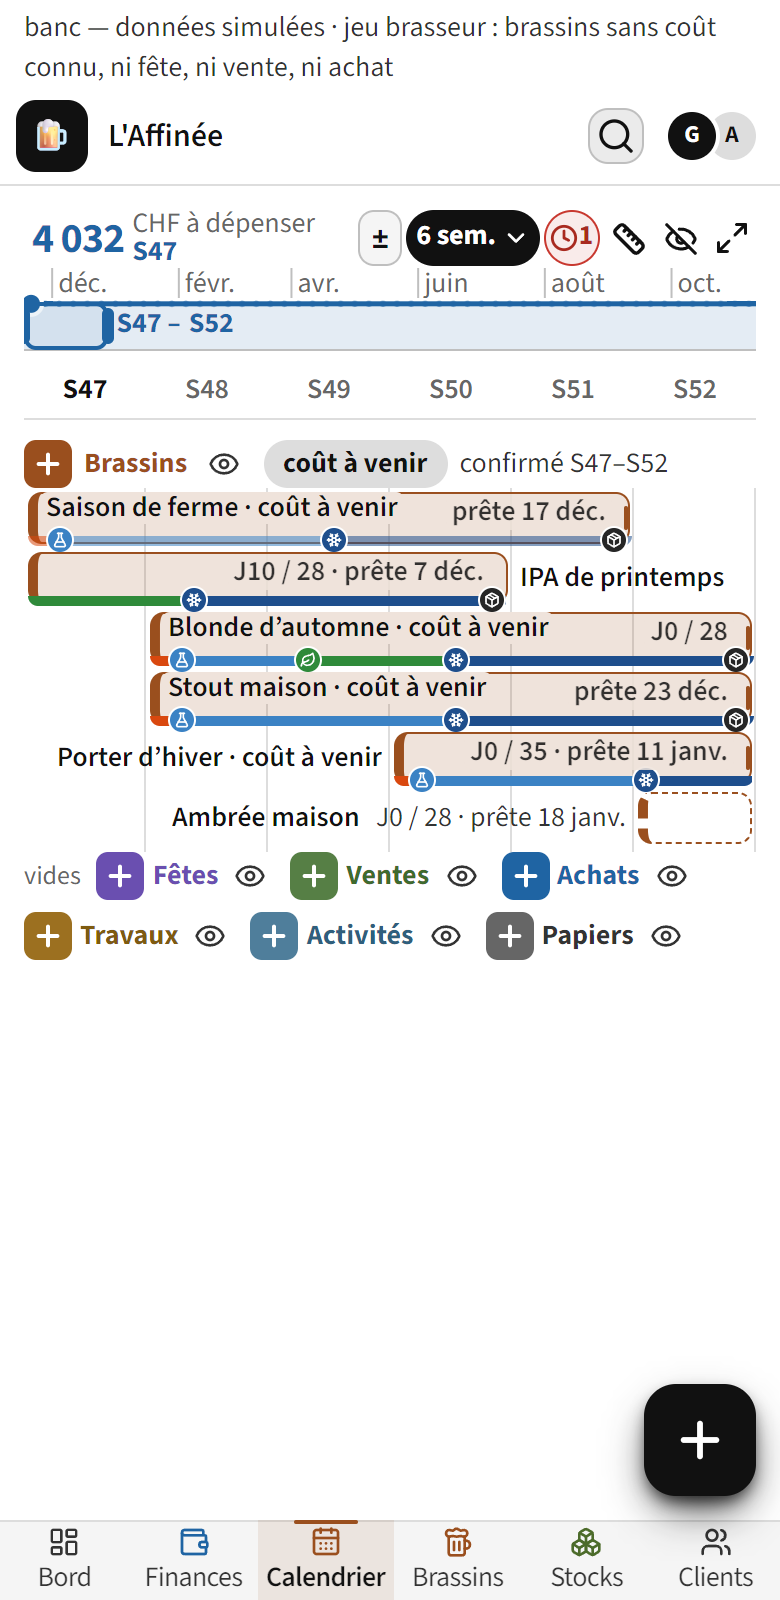 banc — données simulées · jeu brasseur : brassins sans coût
connu, ni fête, ni vente, ni achat
L'Affinée
G A
4 032 CHF à dépenser
S47
± 6 sem. 1
déc. févr. avr. juin août oct.
S47 – S52
S47 S48 S49 S50 S51 S52
Brassins coût à venir confirmé S47–S52
Saison de ferme · coût à venir prête 17 déc.
J10 / 28 · prête 7 déc. IPA de printemps
Blonde d’automne · coût à venir J0 / 28
Stout maison · coût à venir prête 23 déc.
Porter d’hiver · coût à venir J0 / 35 · prête 11 janv.
Ambrée maison J0 / 28 · prête 18 janv.
vides Fêtes Ventes Achats
Travaux Activités Papiers
Bord Finances Calendrier Brassins Stocks Clients